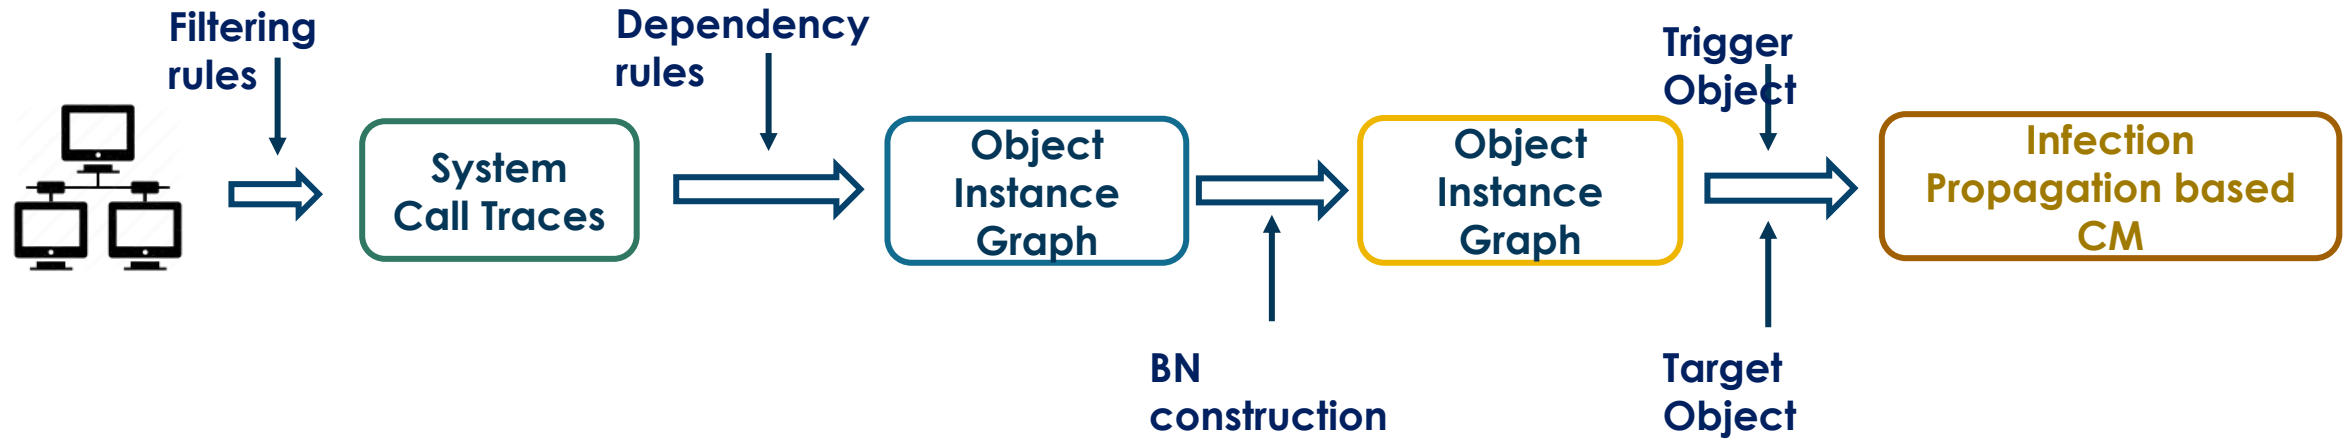 Filtering
rules
Dependency
rules
Trigger
Object
System
Call Traces
Object
Instance
Graph
Object
Instance
Graph
Infection
Propagation based
CM
BN
construction
Target
Object